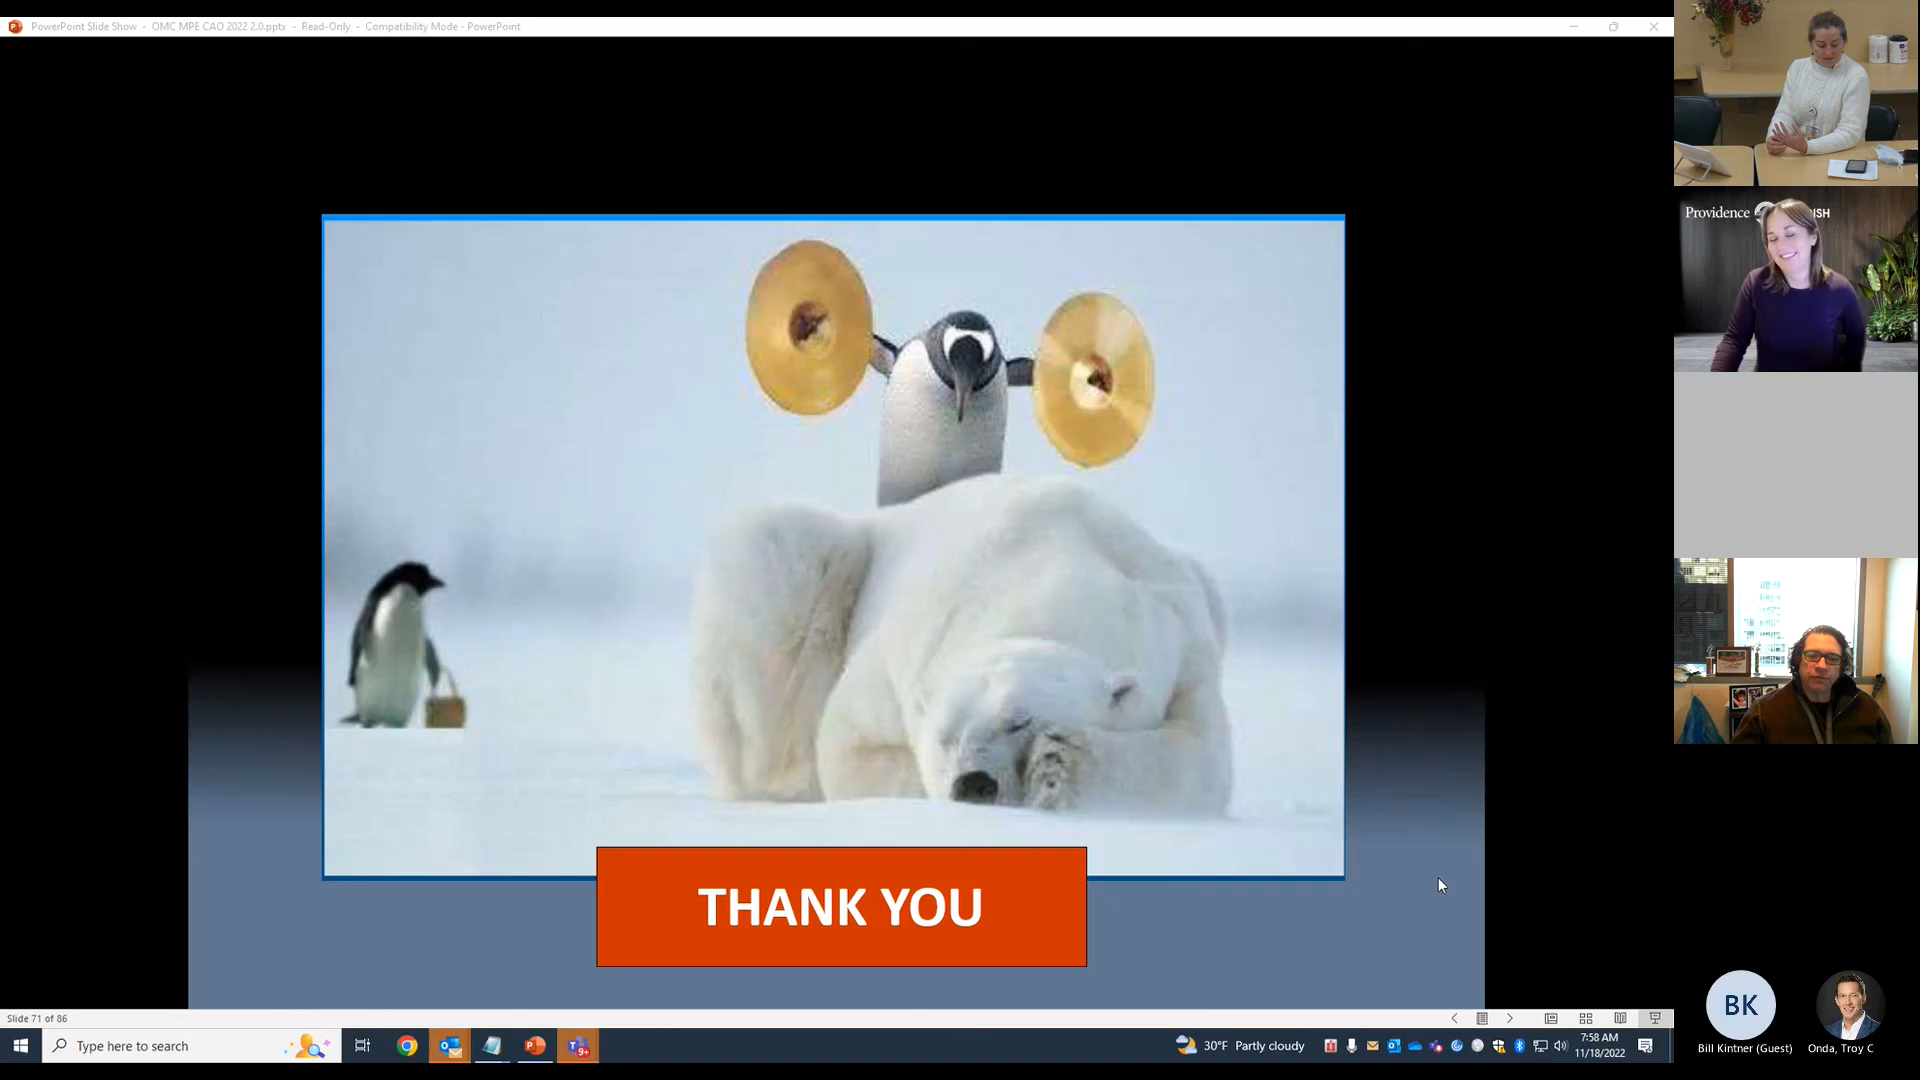 PowerPoint Slide Show - OMC MPE CAO 2022 2.0.pptx - Read-Only - Compatibility Mode - PowerPoint
Providence
ISH
THANK YOU
BK
Bill Kintner (Guest)
Onda, Troy C
Slide 71 of 86
Type here to search
9+
30°F Partly cloudy
7:58 AM
11/18/2022